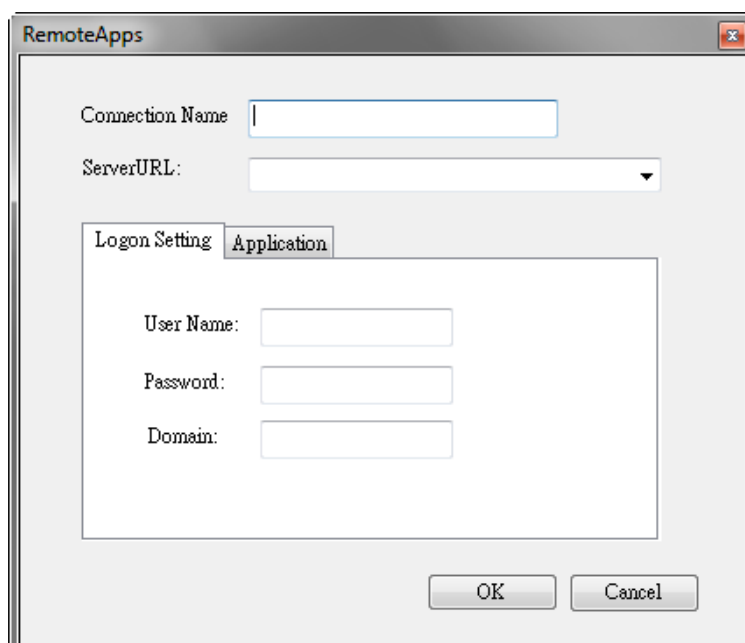 RemoteApps
Connection Name
ServerURL:
Logon Setting Application
User Name:
Password:
Domain:
OK Cancel